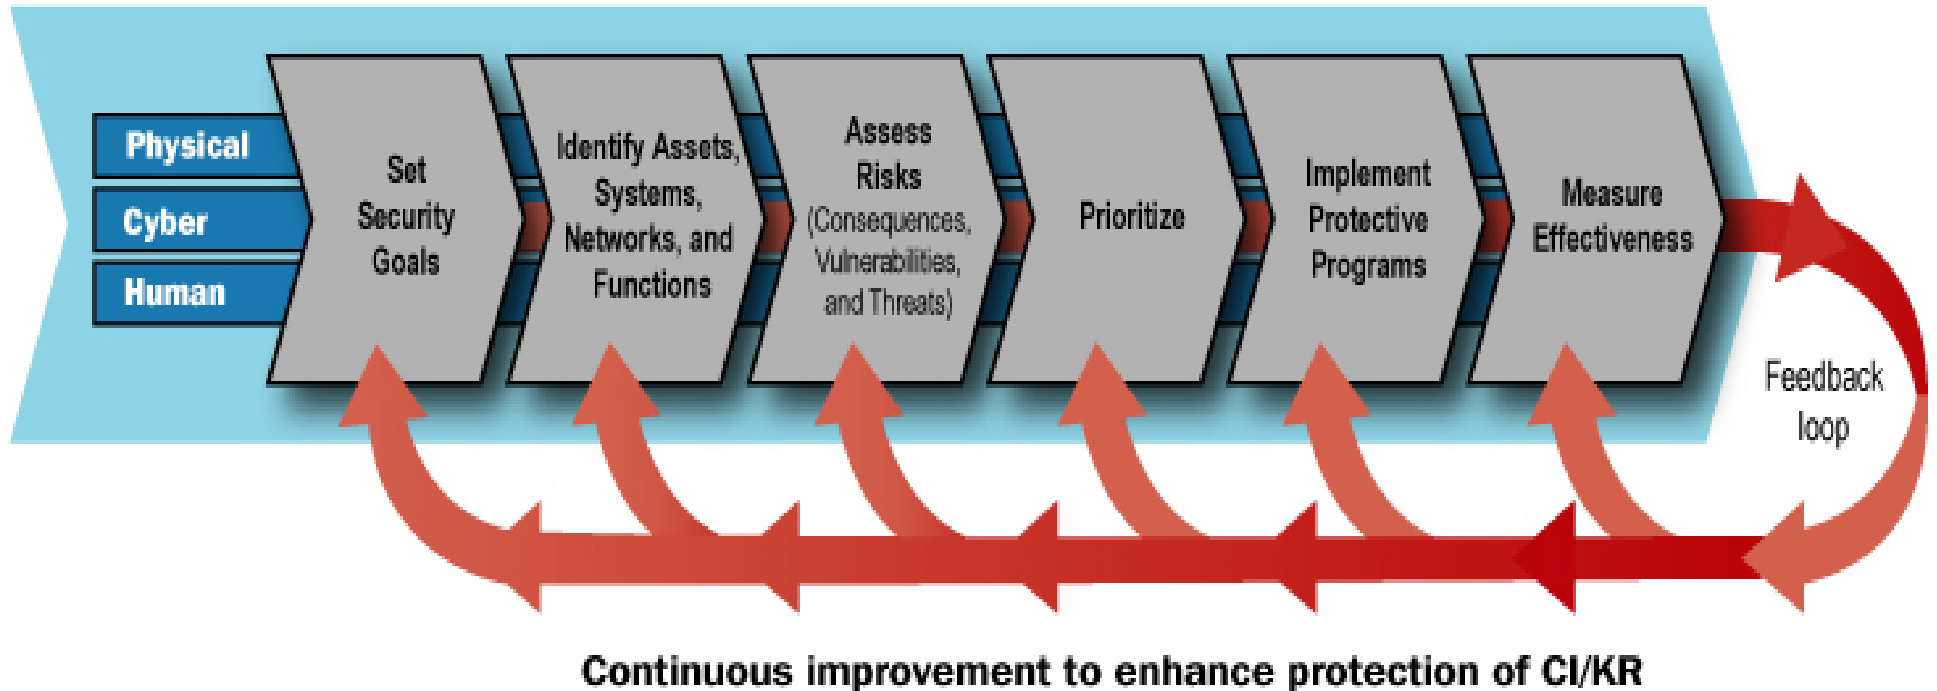 Physical
Cyber
Human
Set
Security
Goals
Identify Assets,
Systems,
Networks, and
Functions
Assess
Risks
(Consequences,
Vulnerabilities,
and Threats)
Prioritize
Implement
Protective
Programs
Measure
Effectiveness
Feedback
loop
Continuous improvement to enhance protection of CI/KR